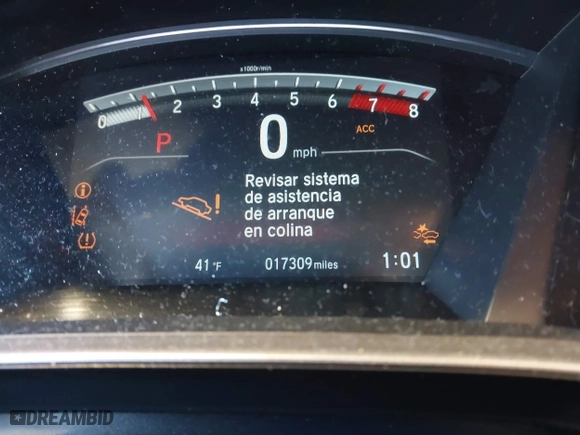 x1000r/min
0 1 2 3 4 5 6 7 8
P
0 mph
ACC
Revisar sistema
de asistencia
de arranque
en colina
41°F
017309 miles
1:01
C
DREAMBID